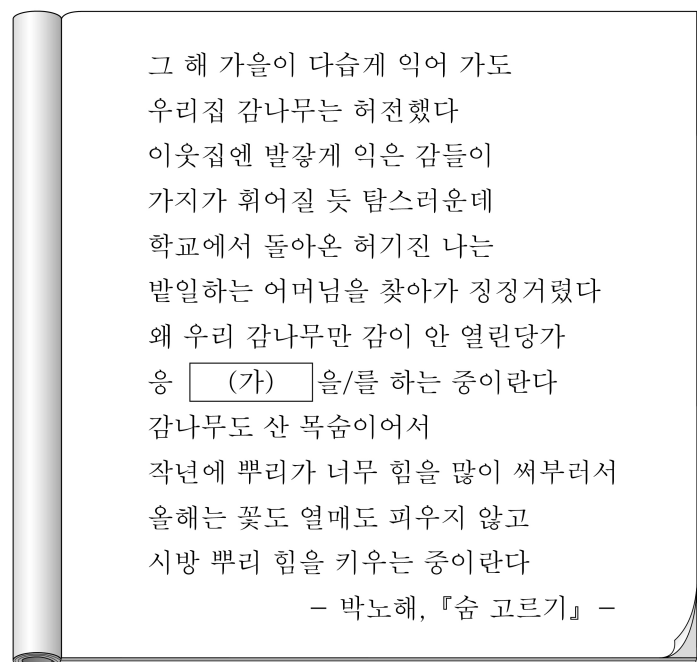 그 해 가을이 다습게 익어 가도
우리집 감나무는 허전했다
이웃집엔 발갛게 익은 감들이
가지가 휘어질 듯 탐스러운데
학교에서 돌아온 허기진 나는
밭일하는 어머님을 찾아가 징징거렸다
왜 우리 감나무만 감이 안 열린당가
응 (가) 을/를 하는 중이란다
감나무도 산 목숨이어서
작년에 뿌리가 너무 힘을 많이 써부러서
올해는 꽃도 열매도 피우지 않고
시방 뿌리 힘을 키우는 중이란다
- 박노해, 『숨 고르기』 -